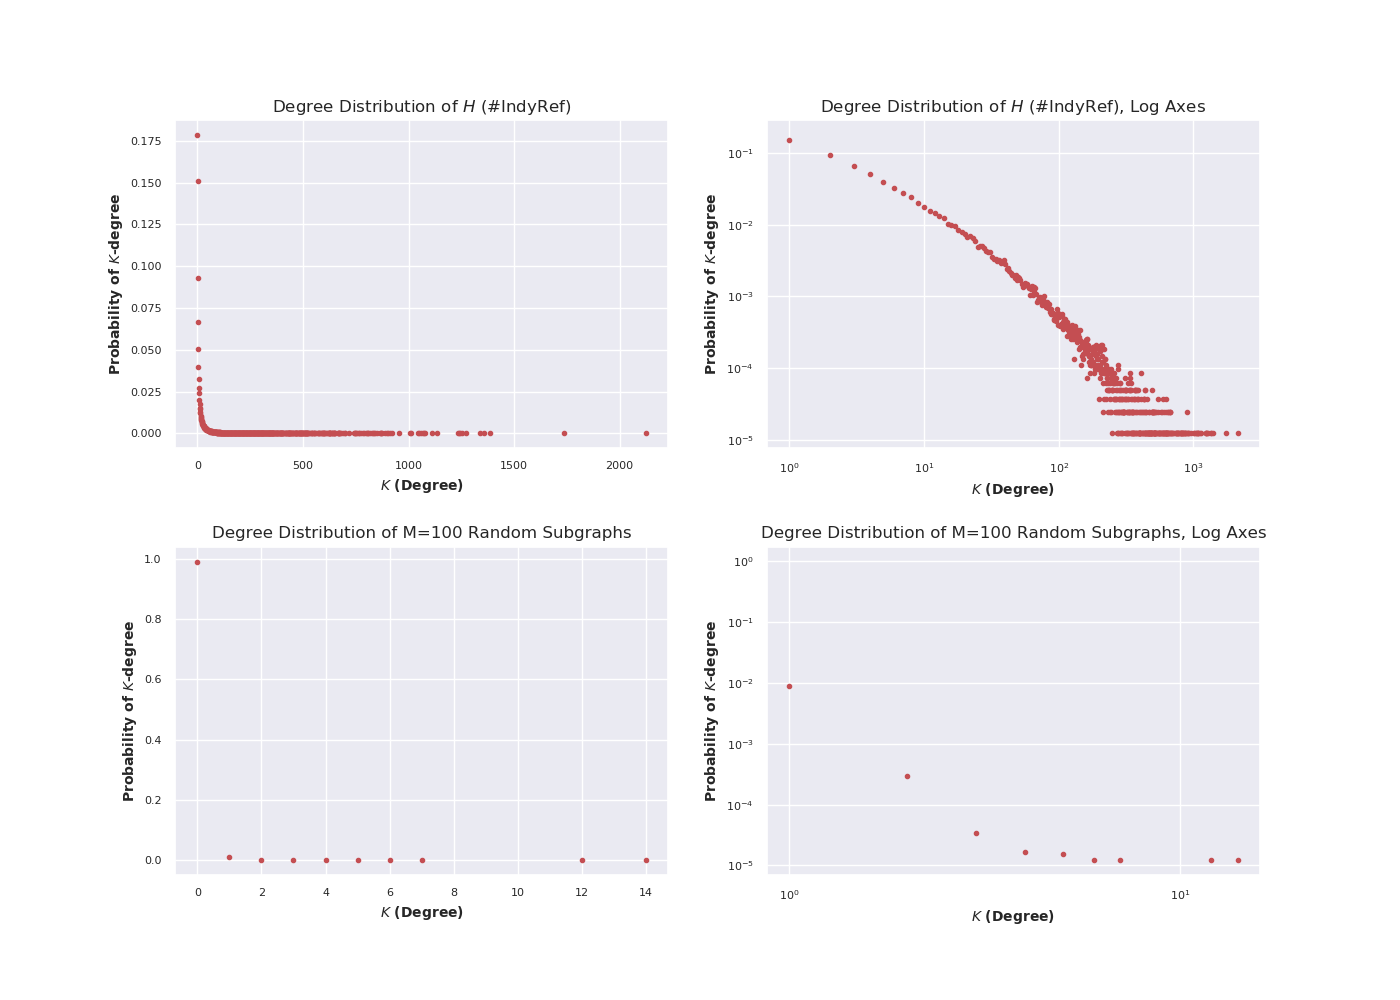 Degree Distribution of H (#IndyRef)
0.175
0.150
0.125
0.100
0.075
0.050
0.025
0.000
Probability of K-degree
0 500 1000 1500 2000
K (Degree)
Degree Distribution of H (#IndyRef), Log Axes
10⁻¹
10⁻²
10⁻³
10⁻⁴
10⁻⁵
Probability of K-degree
10⁰ 10¹ 10² 10³
K (Degree)
Degree Distribution of M=100 Random Subgraphs
1.0
0.8
0.6
0.4
0.2
0.0
Probability of K-degree
0 2 4 6 8 10 12 14
K (Degree)
Degree Distribution of M=100 Random Subgraphs, Log Axes
10⁰
10⁻¹
10⁻²
10⁻³
10⁻⁴
10⁻⁵
Probability of K-degree
10⁰ 10¹
K (Degree)